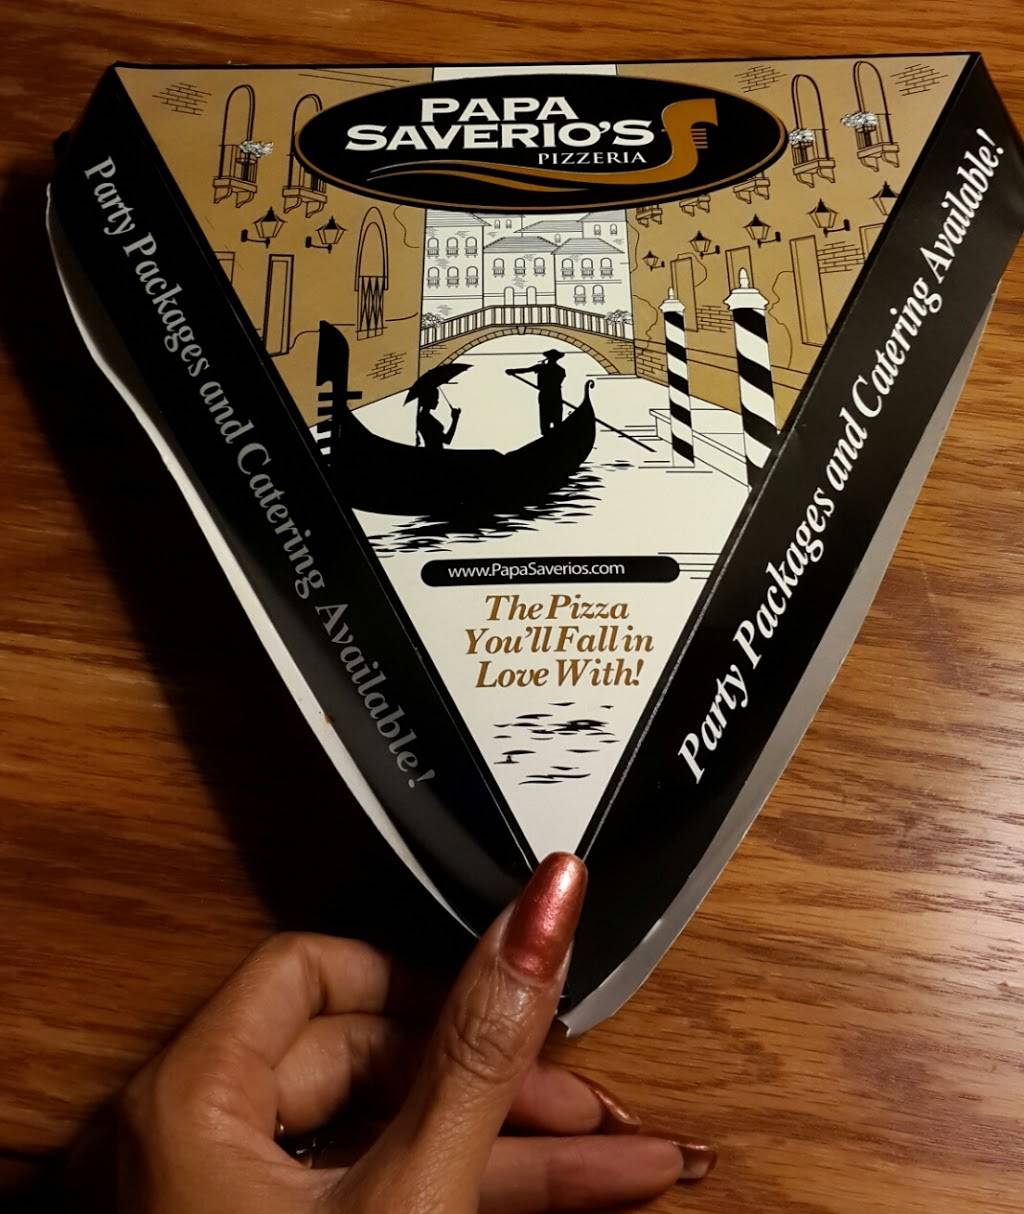 PAPA
SAVERIO'S
PIZZERIA
Party Packages and Catering Available!
Party Packages and Catering Available!
www.PapaSaverios.com
The Pizza
You'll Fall in
Love With!